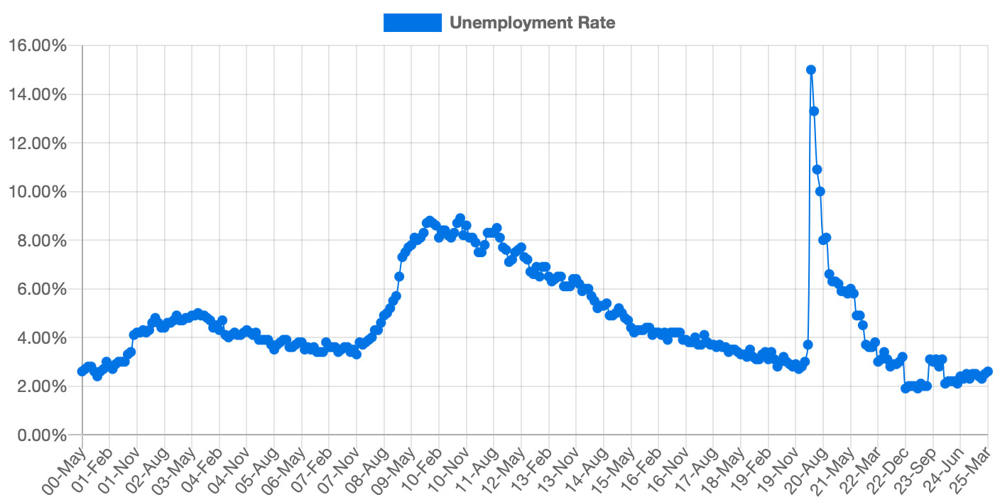 Unemployment Rate
16.00%
14.00%
12.00%
10.00%
8.00%
6.00%
4.00%
2.00%
0.00%
00-May
01-Feb
01-Nov
02-Aug
03-May
04-Feb
04-Nov
05-Aug
06-May
07-Feb
07-Nov
08-Aug
09-May
10-Feb
10-Nov
11-Aug
12-May
13-Feb
13-Nov
14-Aug
15-May
16-Feb
16-Nov
17-Aug
18-May
19-Feb
19-Nov
20-Aug
21-May
22-Mar
22-Dec
23-Sep
24-Jun
25-Mar